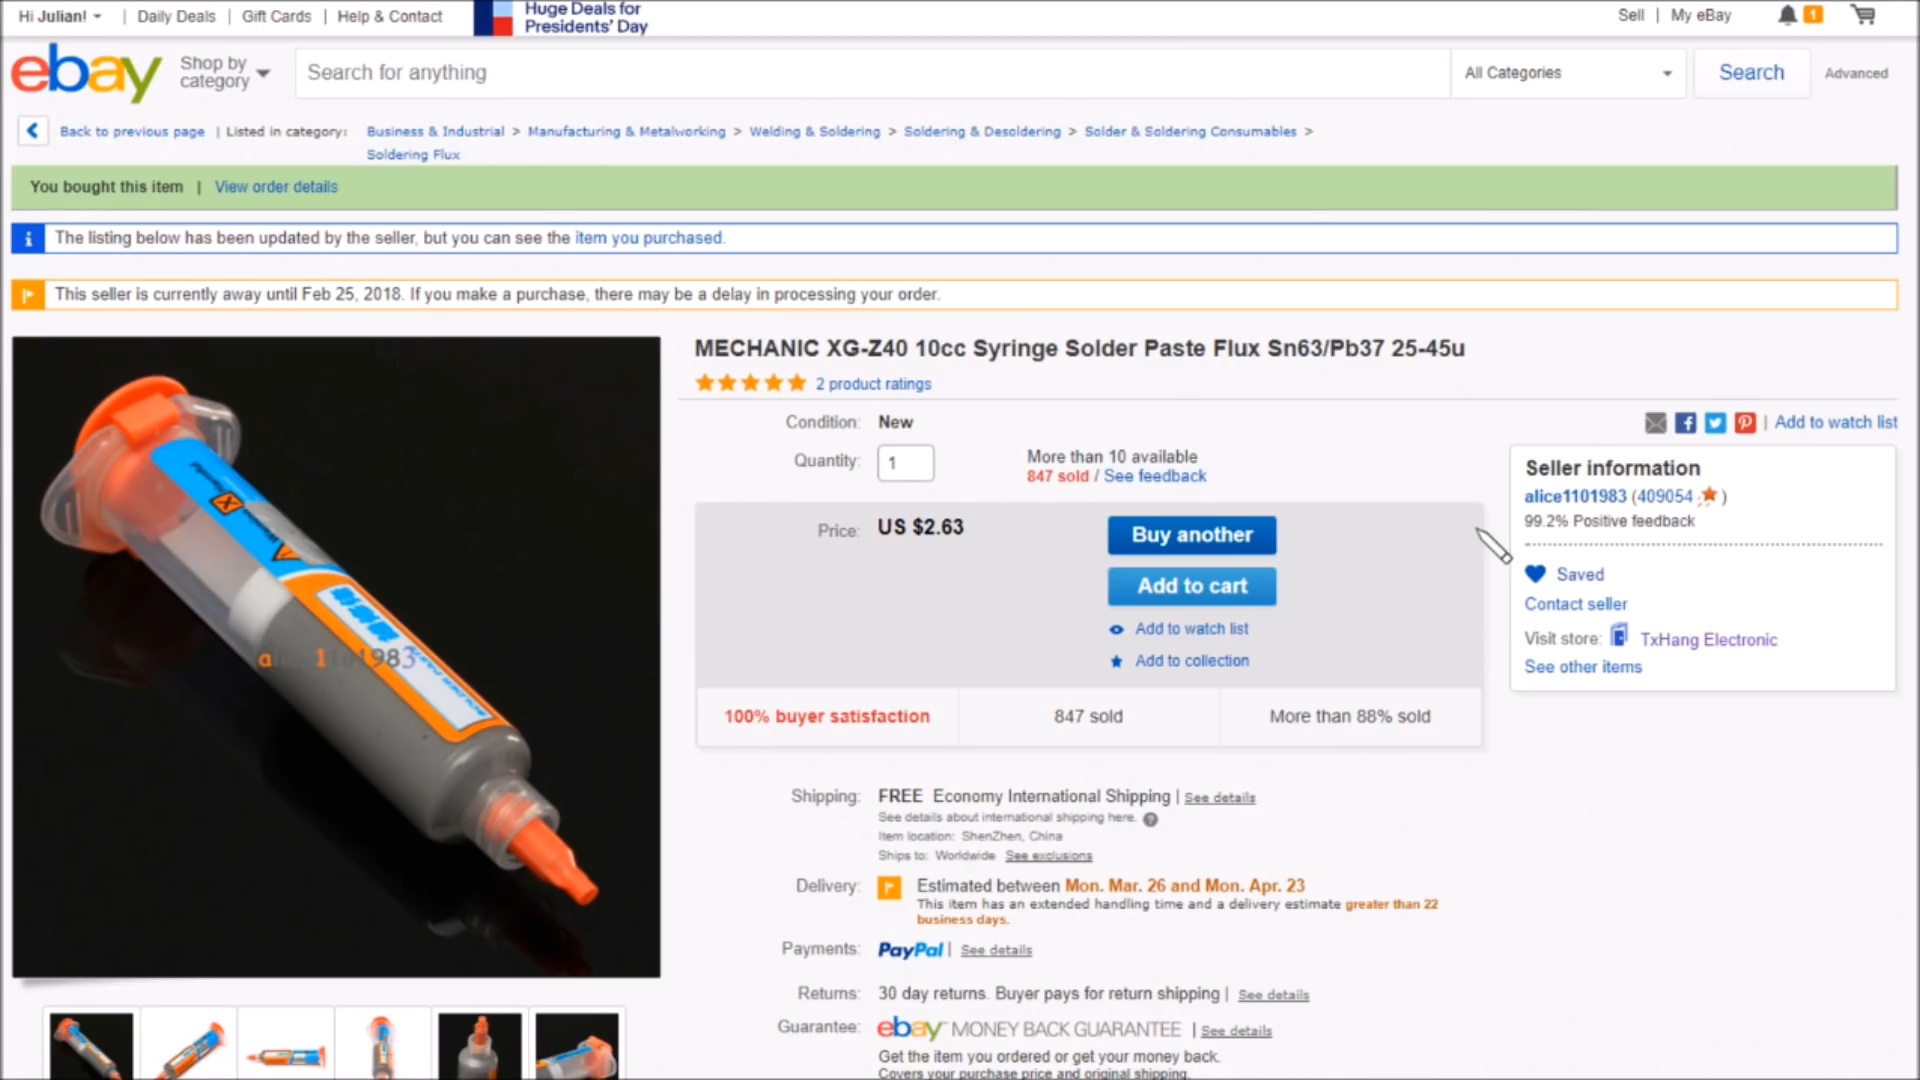 Hi Julian! | Daily Deals | Gift Cards | Help & Contact
Huge Deals for
Presidents' Day
Sell | My eBay
1
ebay
Shop by
category
Search for anything
All Categories
Search
Advanced
Back to previous page | Listed in category: Business & Industrial > Manufacturing & Metalworking > Welding & Soldering > Soldering & Desoldering > Solder & Soldering Consumables >
Soldering Flux
You bought this item | View order details
The listing below has been updated by the seller, but you can see the item you purchased.
This seller is currently away until Feb 25, 2018. If you make a purchase, there may be a delay in processing your order.
MECHANIC XG-Z40 10cc Syringe Solder Paste Flux Sn63/Pb37 25-45u
2 product ratings
Condition: New
Quantity: 1
More than 10 available
847 sold / See feedback
Price: US $2.63
Buy another
Add to cart
Add to watch list
Add to collection
100% buyer satisfaction
847 sold
More than 88% sold
Shipping: FREE Economy International Shipping | See details
See details about international shipping here.
Item location: ShenZhen, China
Ships to: Worldwide See exclusions
Delivery: Estimated between Mon. Mar. 26 and Mon. Apr. 23
This item has an extended handling time and a delivery estimate greater than 22
business days.
Payments: PayPal | See details
Returns: 30 day returns. Buyer pays for return shipping | See details
Guarantee: ebay MONEY BACK GUARANTEE | See details
Get the item you ordered or get your money back.
Covers your purchase price and original shipping.
Add to watch list
Seller information
alice1101983 (409054 )
99.2% Positive feedback
Saved
Contact seller
Visit store: TxHang Electronic
See other items